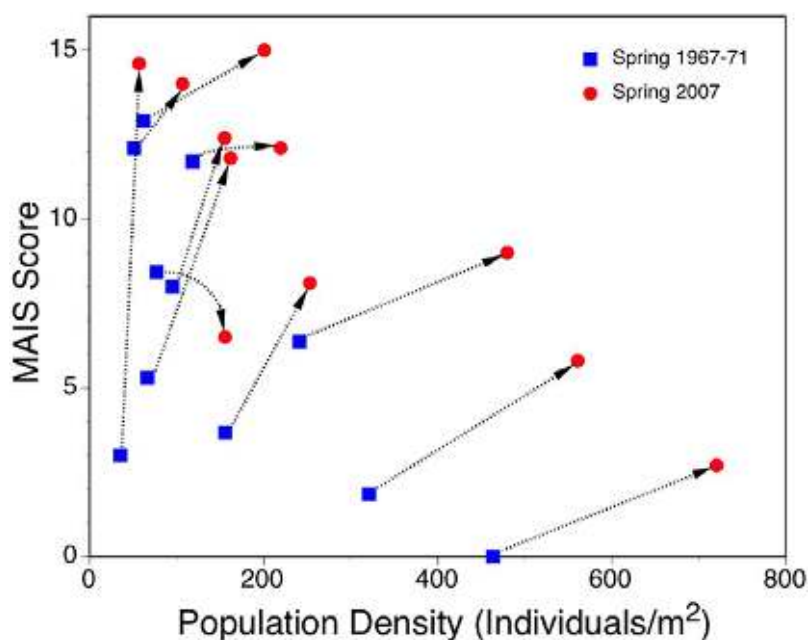 15
10
5
0
MAIS Score
Spring 1967-71
Spring 2007
0 200 400 600 800
Population Density (Individuals/m²)